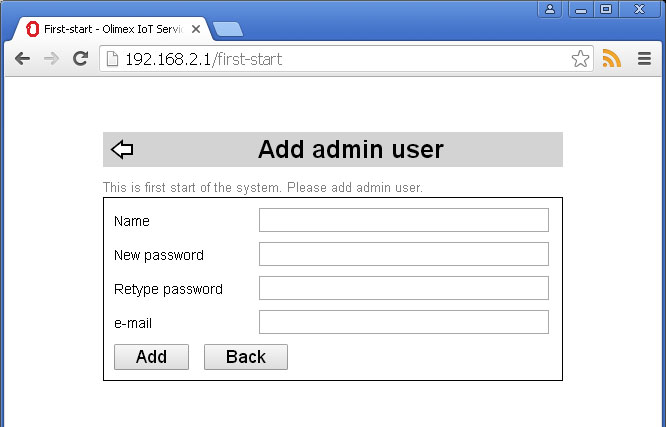 First-start - Olimex IoT Servic
192.168.2.1/first-start
Add admin user
This is first start of the system. Please add admin user.
Name
New password
Retype password
e-mail
Add Back